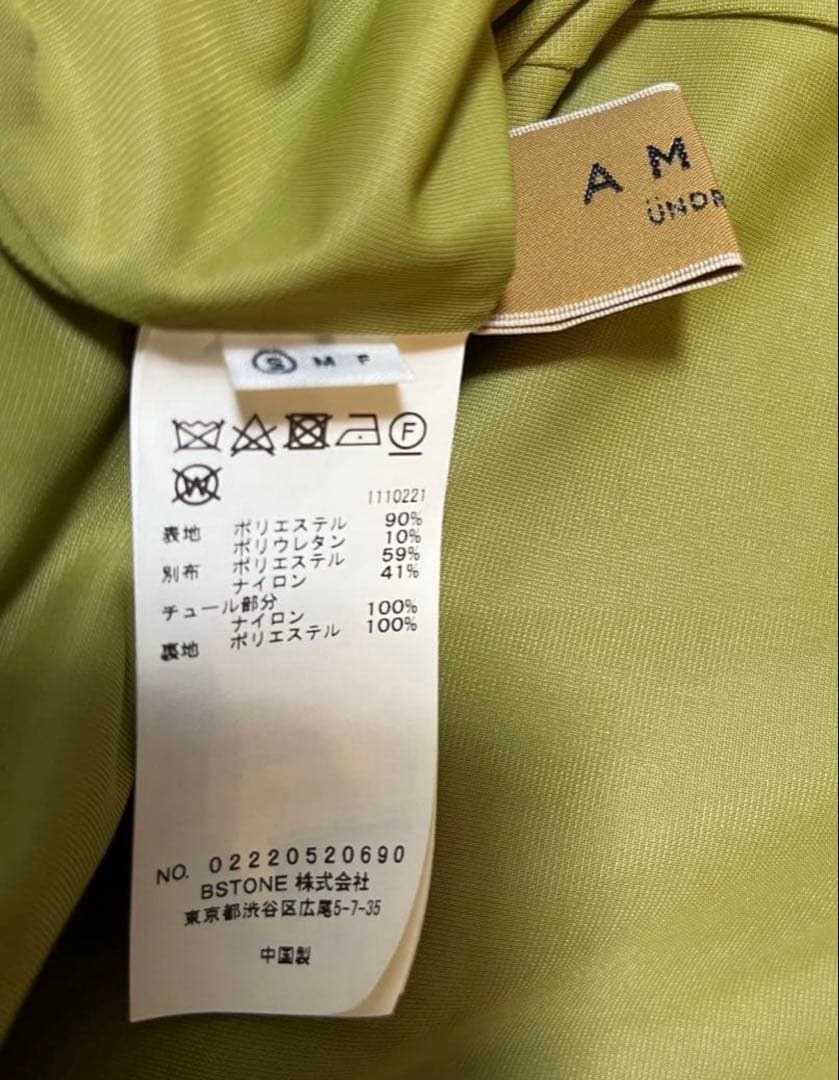 A M
ÜNDR
S M F
F
W
1110221
表地 ポリエステル 90%
ポリウレタン 10%
別布 ポリエステル 59%
ナイロン 41%
チュール部分
ナイロン 100%
裏地 ポリエステル 100%
NO. 02220520690
BSTONE 株式会社
東京都渋谷区広尾5-7-35
中国製